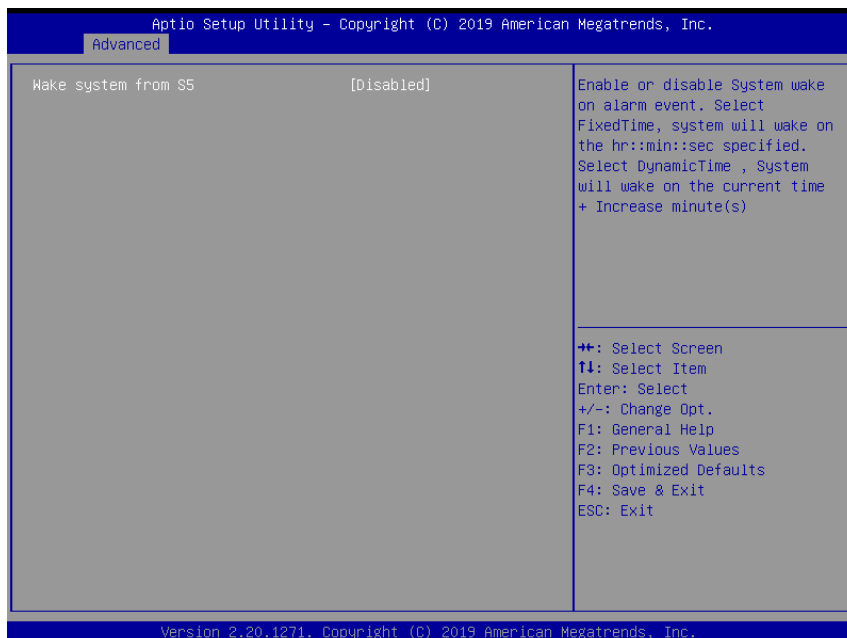 Aptio Setup Utility – Copyright (C) 2019 American Megatrends, Inc.
Advanced
Wake system from S5 [Disabled]
Enable or disable System wake
on alarm event. Select
FixedTime, system will wake on
the hr::min::sec specified.
Select DynamicTime , System
will wake on the current time
+ Increase minute(s)
→←: Select Screen
↑↓: Select Item
Enter: Select
+/-: Change Opt.
F1: General Help
F2: Previous Values
F3: Optimized Defaults
F4: Save & Exit
ESC: Exit
Version 2.20.1271. Copyright (C) 2019 American Megatrends, Inc.